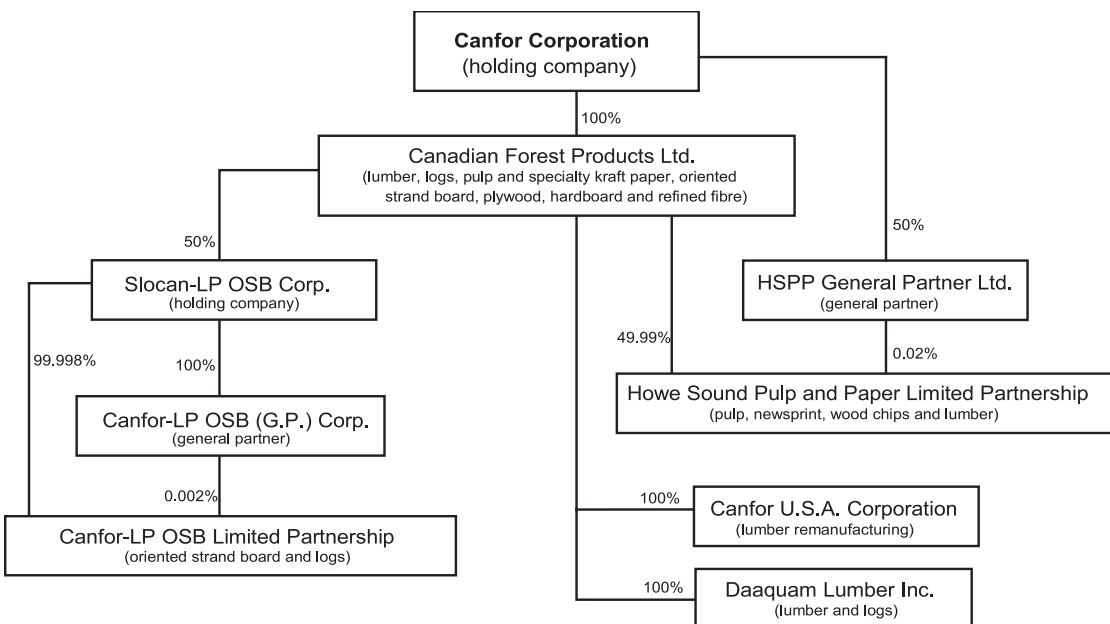 Canfor Corporation
(holding company)
100%
Canadian Forest Products Ltd.
(lumber, logs, pulp and specialty kraft paper, oriented
strand board, plywood, hardboard and refined fibre)
50%
50%
Slocan-LP OSB Corp.
(holding company)
HSPP General Partner Ltd.
(general partner)
99.998%
100%
49.99%
0.02%
Howe Sound Pulp and Paper Limited Partnership
(pulp, newsprint, wood chips and lumber)
Canfor-LP OSB (G.P.) Corp.
(general partner)
0.002%
100%
Canfor U.S.A. Corporation
(lumber remanufacturing)
Canfor-LP OSB Limited Partnership
(oriented strand board and logs)
100%
Daaquam Lumber Inc.
(lumber and logs)